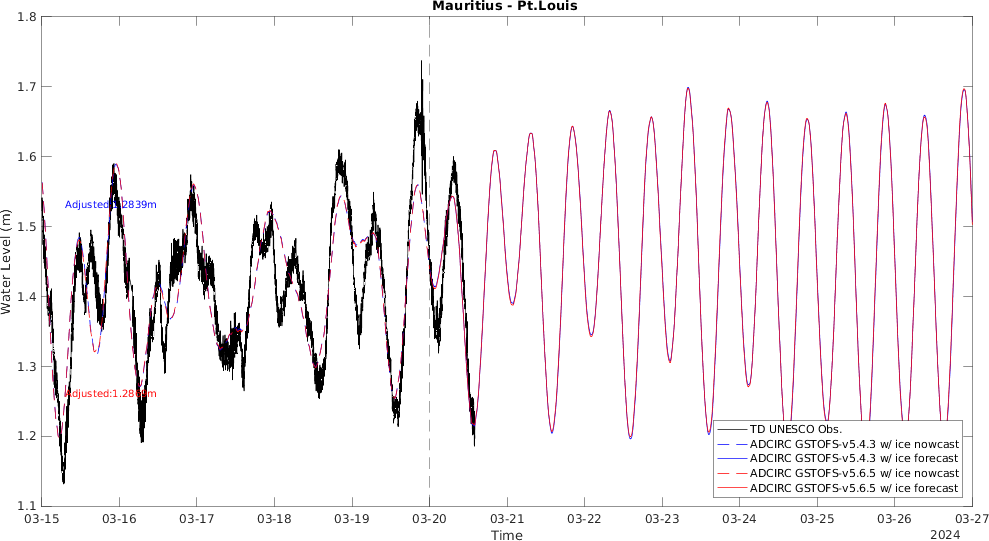 Mauritius - Pt.Louis
1.8
1.7
1.6
1.5
1.4
1.3
1.2
1.1
Water Level (m)
Adjusted:1.2839m
TD UNESCO Obs.
ADCIRC GSTOFS-v5.4.3 w/ ice nowcast
ADCIRC GSTOFS-v5.4.3 w/ ice forecast
ADCIRC GSTOFS-v5.6.5 w/ ice nowcast
ADCIRC GSTOFS-v5.6.5 w/ ice forecast
03-15 03-16 03-17 03-18 03-19 03-20 03-21 03-22 03-23 03-24 03-25 03-26 03-27
Time
2024